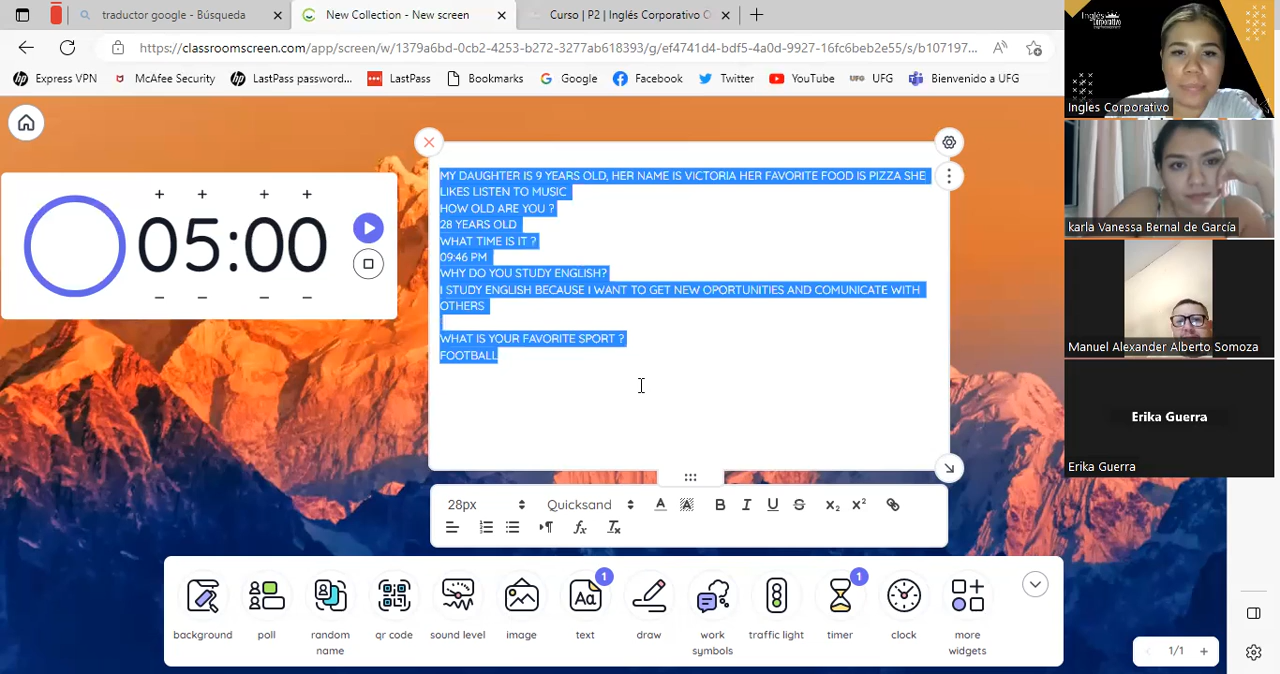 traductor google - Búsqueda
New Collection - New screen
Curso | P2 | Inglés Corporativo O
https://classroomscreen.com/app/screen/w/1379a6bd-0cb2-4253-b272-3277ab618393/g/ef4741d4-bdf5-4a0d-9927-16fc6beb2e55/s/b107197...
Express VPN
McAfee Security
LastPass password...
LastPass
Bookmarks
Google
Facebook
Twitter
YouTube
UFG
Bienvenido a UFG
05:00
MY DAUGHTER IS 9 YEARS OLD, HER NAME IS VICTORIA HER FAVORITE FOOD IS PIZZA SHE
LIKES LISTEN TO MUSIC
HOW OLD ARE YOU ?
28 YEARS OLD
WHAT TIME IS IT ?
09:46 PM
WHY DO YOU STUDY ENGLISH?
I STUDY ENGLISH BECAUSE I WANT TO GET NEW OPORTUNITIES AND COMUNICATE WITH
OTHERS
WHAT IS YOUR FAVORITE SPORT ?
FOOTBALL
28px
Quicksand
background
poll
random
name
qr code
sound level
image
1
text
draw
work
symbols
traffic light
1
timer
clock
more
widgets
1/1
Inglés
Corporativo
Ingles Corporativo
karla Vanessa Bernal de García
Manuel Alexander Alberto Somoza
Erika Guerra
Erika Guerra